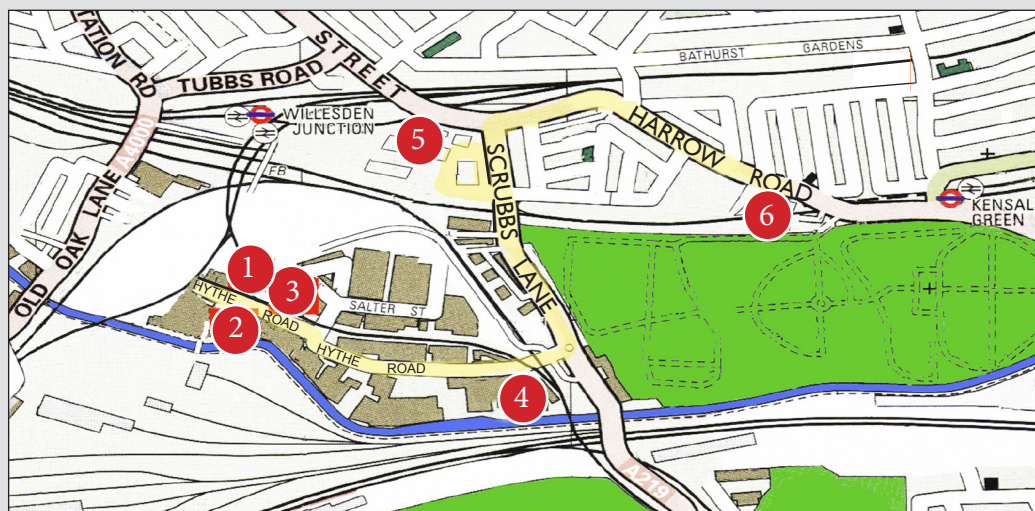 STATION RD
STREET
TUBBS ROAD
BATHURST GARDENS
WILLESDEN
JUNCTION
A4000
5
HARROW ROAD
SCRUBBS LANE
FB
6
KENSAL
GREEN
OLD OAK LANE
1
3
HYTHE ROAD
SALTER ST
2
HYTHE ROAD
4
A219